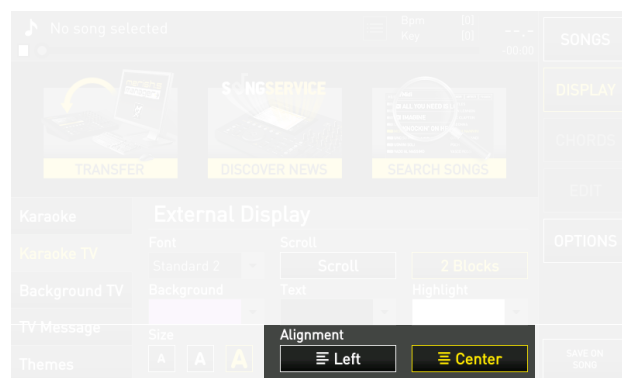 No song selected
Bpm [0]
Key [0]
--.-
-00:00
SONGS
DISPLAY
CHORDS
EDIT
OPTIONS
SAVE ON
SONG
SONGSERVICE
TRANSFER
DISCOVER NEWS
SEARCH SONGS
Karaoke
Karaoke TV
Background TV
TV Message
Themes
External Display
Font
Standard 2
Scroll
Scroll
2 Blocks
Background
Text
Highlight
Size
A A A
Alignment
Left
Center